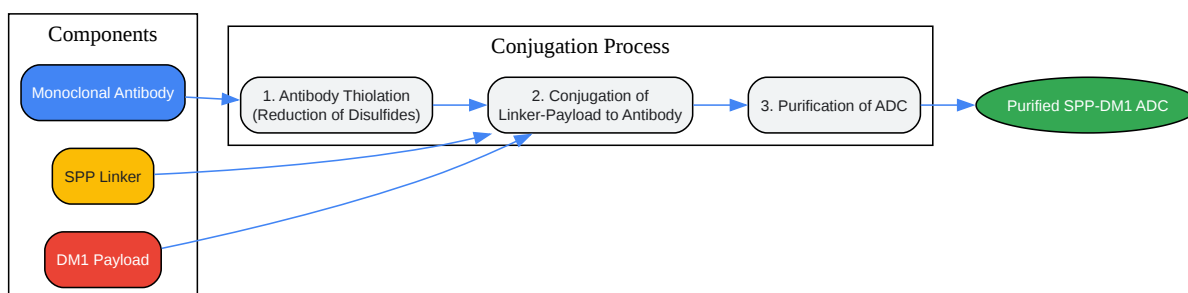 Components
Monoclonal Antibody
SPP Linker
DM1 Payload
Conjugation Process
1. Antibody Thiolation
(Reduction of Disulfides)
2. Conjugation of
Linker-Payload to Antibody
3. Purification of ADC
Purified SPP-DM1 ADC